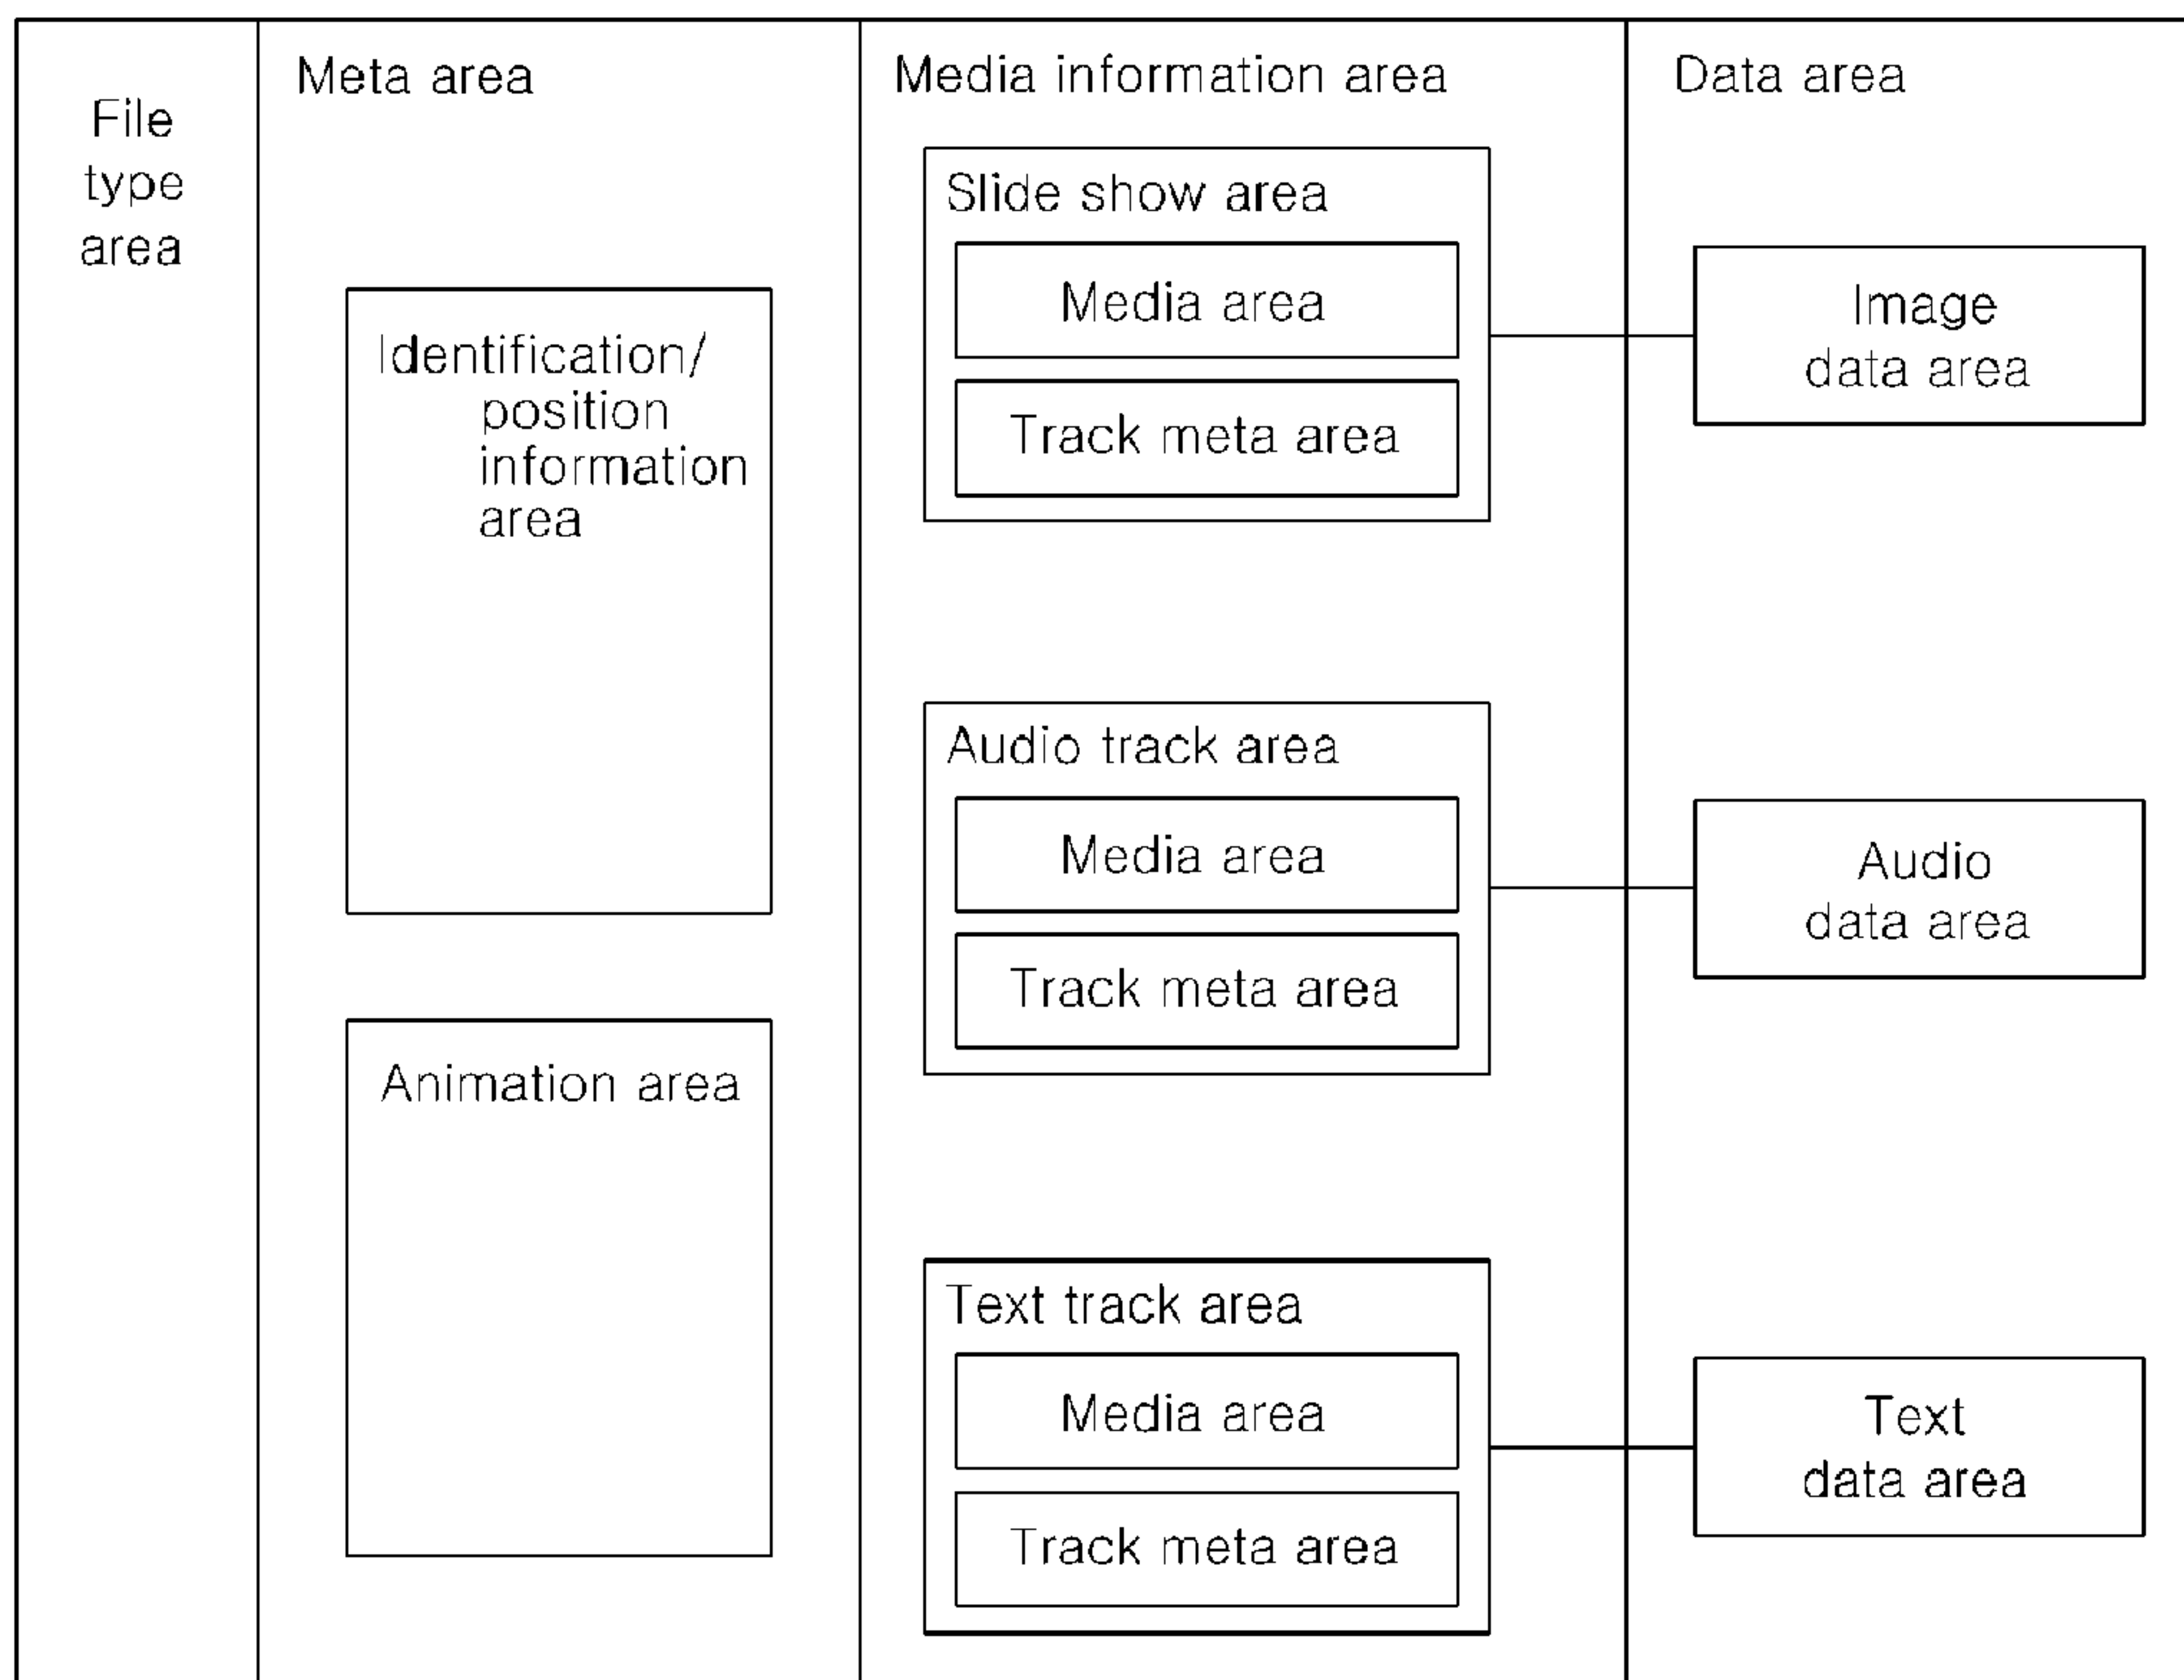 File
type
area
Meta area
Identification/
position
information
area
Animation area
Media information area
Slide show area
Media area
Track meta area
Audio track area
Media area
Track meta area
Text track area
Media area
Track meta area
Data area
Image
data area
Audio
data area
Text
data area